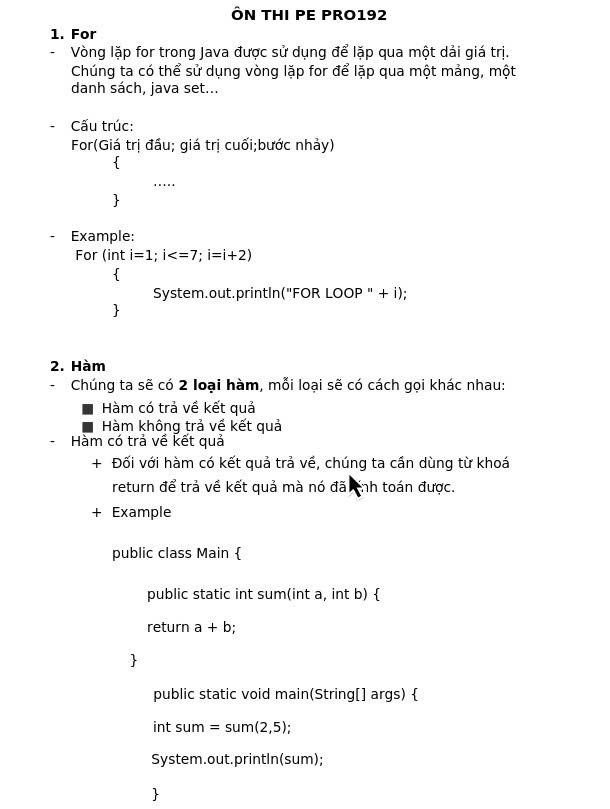 ÔN THI PE PRO192
1. For
- Vòng lặp for trong Java được sử dụng để lặp qua một dải giá trị.
Chúng ta có thể sử dụng vòng lặp for để lặp qua một mảng, một
danh sách, java set...
- Cấu trúc:
For(Giá trị đầu; giá trị cuối;bước nhảy)
{
.....
}
- Example:
For (int i=1; i<=7; i=i+2)
{
System.out.println("FOR LOOP " + i);
}
2. Hàm
- Chúng ta sẽ có 2 loại hàm, mỗi loại sẽ có cách gọi khác nhau:
■ Hàm có trả về kết quả
■ Hàm không trả về kết quả
- Hàm có trả về kết quả
+ Đối với hàm có kết quả trả về, chúng ta cần dùng từ khoá
return để trả về kết quả mà nó đã toán được.
+ Example
public class Main {
public static int sum(int a, int b) {
return a + b;
}
public static void main(String[] args) {
int sum = sum(2,5);
System.out.println(sum);
}